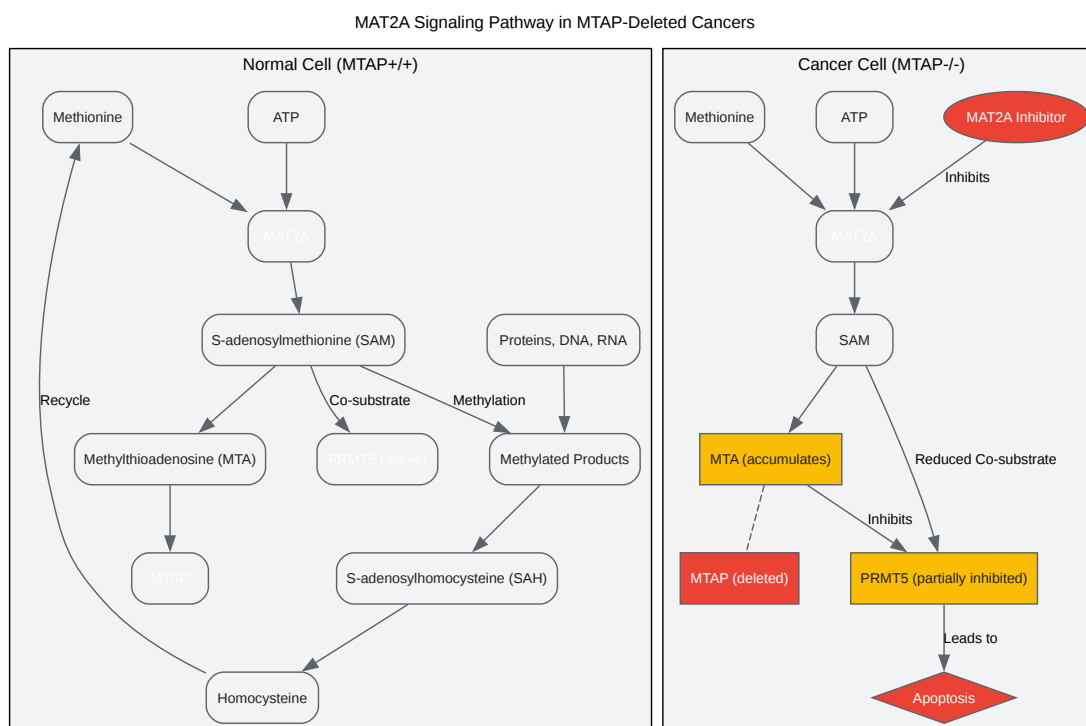 MAT2A Signaling Pathway in MTAP-Deleted Cancers
Normal Cell (MTAP+/+)
Methionine
ATP
MAT2A
S-adenosylmethionine (SAM)
Proteins, DNA, RNA
Recycle
Co-substrate
Methylation
Methylthioadenosine (MTA)
PRMT5 (active)
Methylated Products
MTAP
S-adenosylhomocysteine (SAH)
Homocysteine
Cancer Cell (MTAP-/-)
Methionine
ATP
MAT2A Inhibitor
Inhibits
MAT2A
SAM
MTA (accumulates)
Reduced Co-substrate
Inhibits
MTAP (deleted)
PRMT5 (partially inhibited)
Leads to
Apoptosis